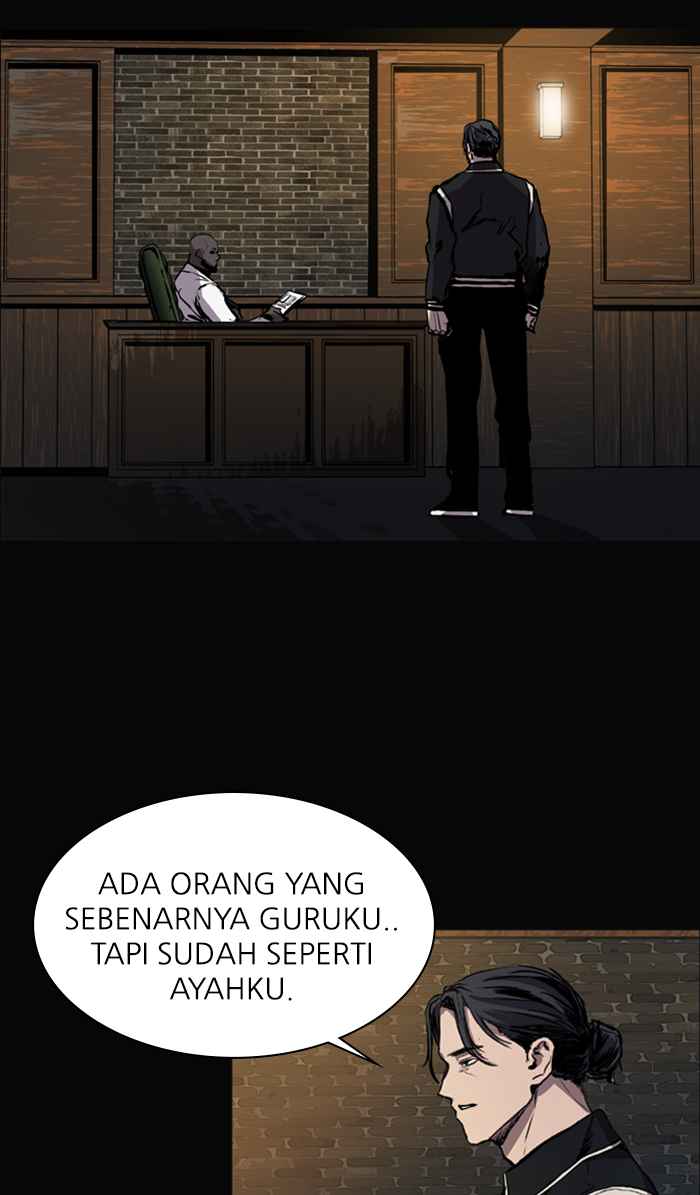 ADA ORANG YANG
SEBENARNYA GURUKU..
TAPI SUDAH SEPERTI
AYAHKU.